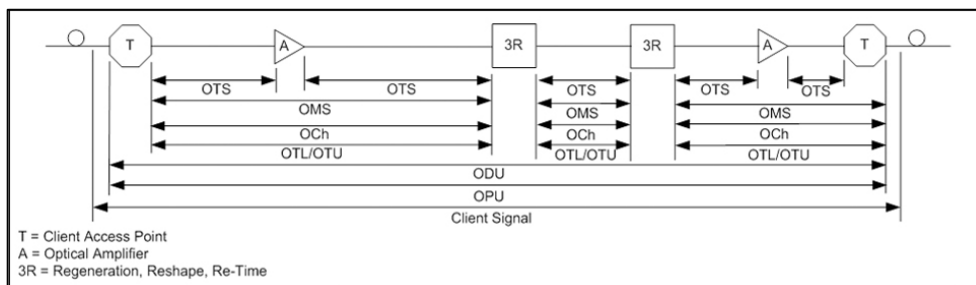 T A 3R 3R A T
OTS OTS OTS OTS OTS
OMS OMS OMS
OCh OCh OCh
OTL/OTU OTL/OTU OTL/OTU
ODU
OPU
Client Signal
T = Client Access Point
A = Optical Amplifier
3R = Regeneration, Reshape, Re-Time